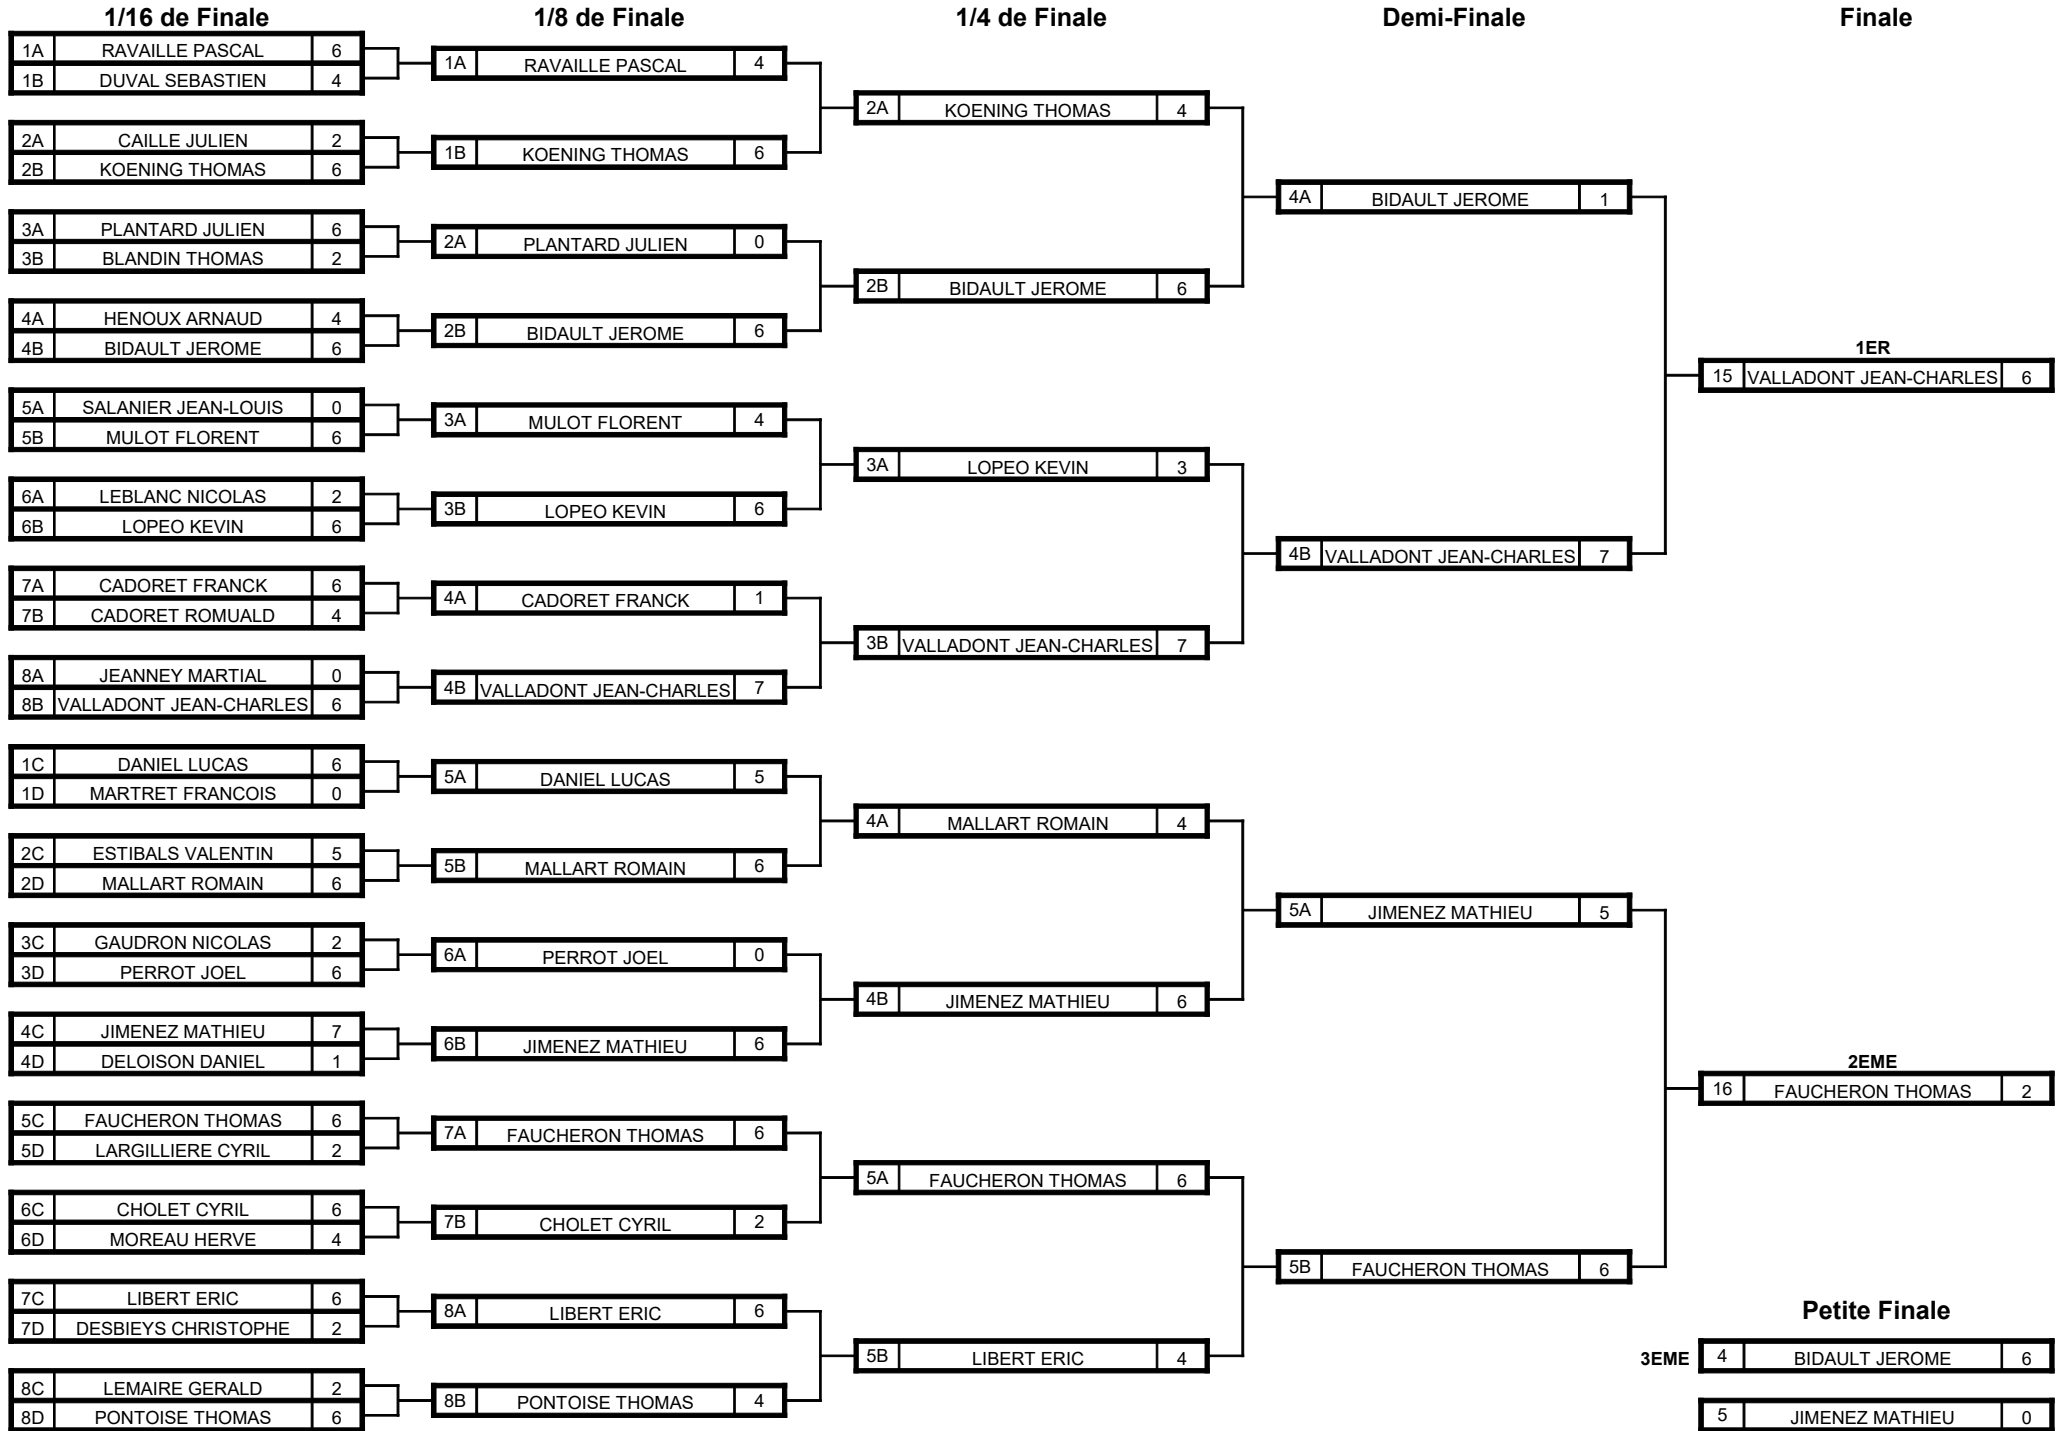 1/16 de Finale
1A RAVAILLE PASCAL 6
1B DUVAL SEBASTIEN 4
2A CAILLE JULIEN 2
2B KOENING THOMAS 6
3A PLANTARD JULIEN 6
3B BLANDIN THOMAS 2
4A HENOUX ARNAUD 4
4B BIDAULT JEROME 6
5A SALANIER JEAN-LOUIS 0
5B MULOT FLORENT 6
6A LEBLANC NICOLAS 2
6B LOPEO KEVIN 6
7A CADORET FRANCK 6
7B CADORET ROMUALD 4
8A JEANNEY MARTIAL 0
8B VALLADONT JEAN-CHARLES 6
1C DANIEL LUCAS 6
1D MARTRET FRANCOIS 0
2C ESTIBALS VALENTIN 5
2D MALLART ROMAIN 6
3C GAUDRON NICOLAS 2
3D PERROT JOEL 6
4C JIMENEZ MATHIEU 7
4D DELOISON DANIEL 1
5C FAUCHERON THOMAS 6
5D LARGILLIERE CYRIL 2
6C CHOLET CYRIL 6
6D MOREAU HERVE 4
7C LIBERT ERIC 6
7D DESBIEYS CHRISTOPHE 2
8C LEMAIRE GERALD 2
8D PONTOISE THOMAS 6
1/8 de Finale
1A RAVAILLE PASCAL 4
1B KOENING THOMAS 6
2A PLANTARD JULIEN 0
2B BIDAULT JEROME 6
3A MULOT FLORENT 4
3B LOPEO KEVIN 6
4A CADORET FRANCK 1
4B VALLADONT JEAN-CHARLES 7
5A DANIEL LUCAS 5
5B MALLART ROMAIN 6
6A PERROT JOEL 0
6B JIMENEZ MATHIEU 6
7A FAUCHERON THOMAS 6
7B CHOLET CYRIL 2
8A LIBERT ERIC 6
8B PONTOISE THOMAS 4
1/4 de Finale
2A KOENING THOMAS 4
2B BIDAULT JEROME 6
3A LOPEO KEVIN 3
3B VALLADONT JEAN-CHARLES 7
4A MALLART ROMAIN 4
4B JIMENEZ MATHIEU 6
5A FAUCHERON THOMAS 6
5B LIBERT ERIC 4
Demi-Finale
4A BIDAULT JEROME 1
4B VALLADONT JEAN-CHARLES 7
5A JIMENEZ MATHIEU 5
5B FAUCHERON THOMAS 6
Finale
1ER
15 VALLADONT JEAN-CHARLES 6
2EME
16 FAUCHERON THOMAS 2
Petite Finale
3EME 4 BIDAULT JEROME 6
5 JIMENEZ MATHIEU 0